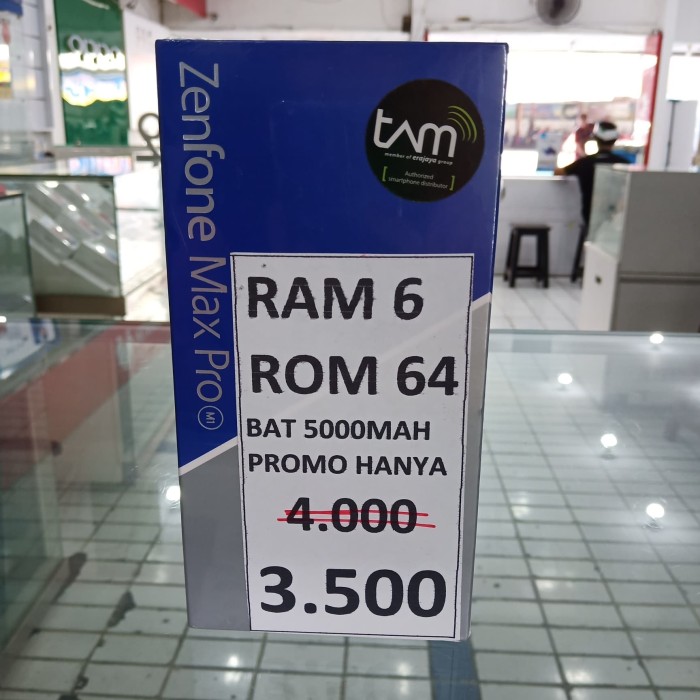 Zenfone Max Pro M1
tam
member of erajaya group
Authorized
[ smartphone distributor ]
RAM 6
ROM 64
BAT 5000MAH
PROMO HANYA
4.000
3.500
oppo